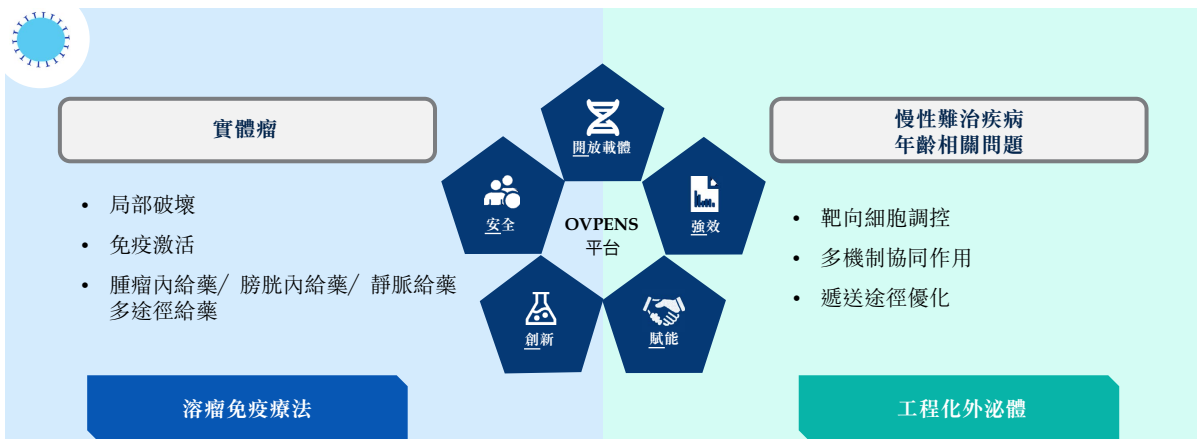 實體瘤
• 局部破壞
• 免疫激活
• 腫瘤內給藥/ 膀胱內給藥/ 靜脈給藥
多途徑給藥
溶瘤免疫療法
開放載體
安全
強效
OVPENS
平台
創新
賦能
慢性難治疾病
年齡相關問題
• 靶向細胞調控
• 多機制協同作用
• 遞送途徑優化
工程化外泌體